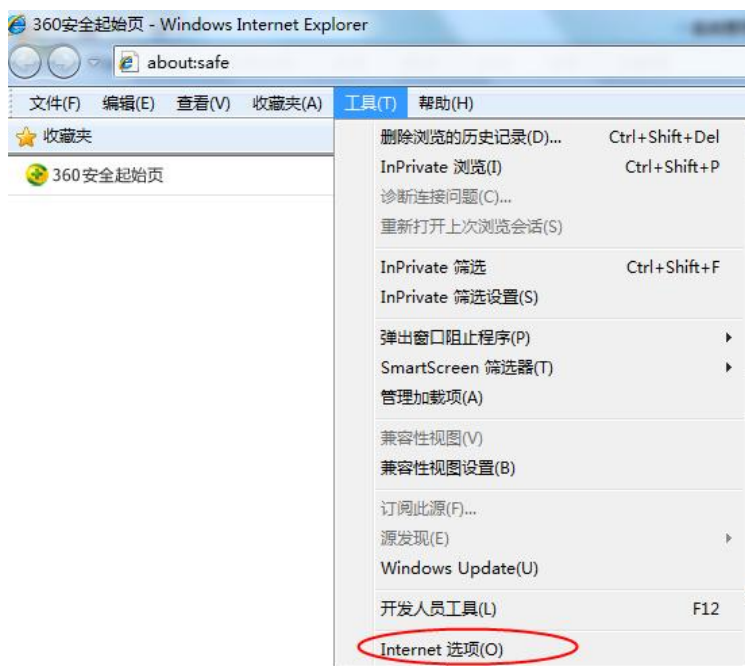 360安全起始页 - Windows Internet Explorer
about:safe
文件(F) 编辑(E) 查看(V) 收藏夹(A) 工具(T) 帮助(H)
收藏夹
360安全起始页
删除浏览的历史记录(D)... Ctrl+Shift+Del
InPrivate 浏览(I) Ctrl+Shift+P
诊断连接问题(C)...
重新打开上次浏览会话(S)
InPrivate 筛选 Ctrl+Shift+F
InPrivate 筛选设置(S)
弹出窗口阻止程序(P)
SmartScreen 筛选器(T)
管理加载项(A)
兼容性视图(V)
兼容性视图设置(B)
订阅此源(F)...
源发现(E)
Windows Update(U)
开发人员工具(L) F12
Internet 选项(O)